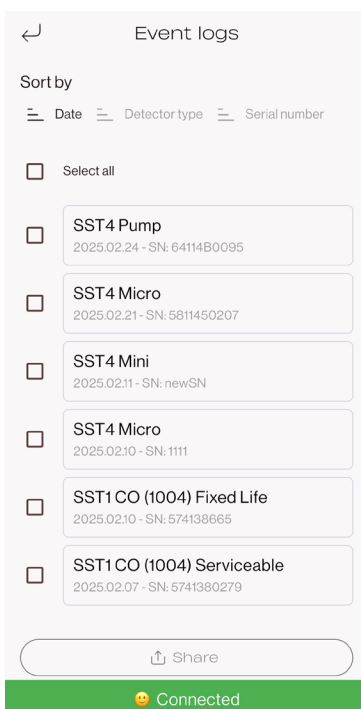 Event logs
Sort by
Date Detector type Serial number
Select all
SST4 Pump
2025.02.24 - SN: 64114B0095
SST4 Micro
2025.02.21 - SN: 5811450207
SST4 Mini
2025.02.11 - SN: newSN
SST4 Micro
2025.02.10 - SN: 1111
SST1 CO (1004) Fixed Life
2025.02.10 - SN: 574138665
SST1 CO (1004) Serviceable
2025.02.07 - SN: 5741380279
Share
Connected